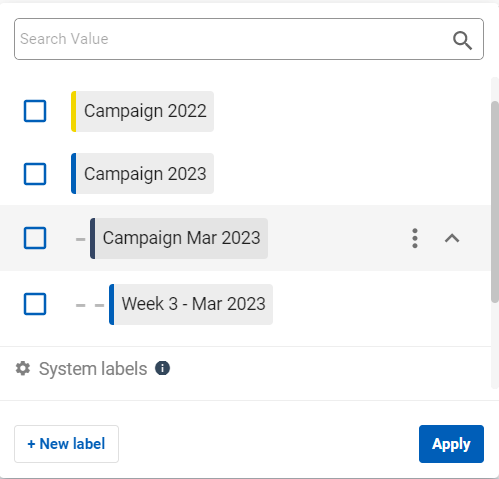 Search Value
Campaign 2022
Campaign 2023
Campaign Mar 2023
Week 3 - Mar 2023
System labels
+ New label
Apply